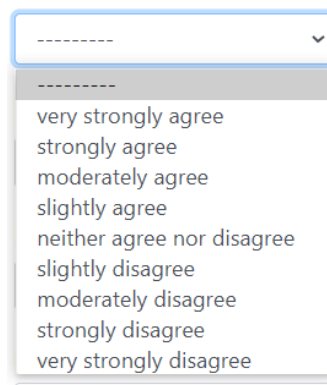 ---------
---------
very strongly agree
strongly agree
moderately agree
slightly agree
neither agree nor disagree
slightly disagree
moderately disagree
strongly disagree
very strongly disagree